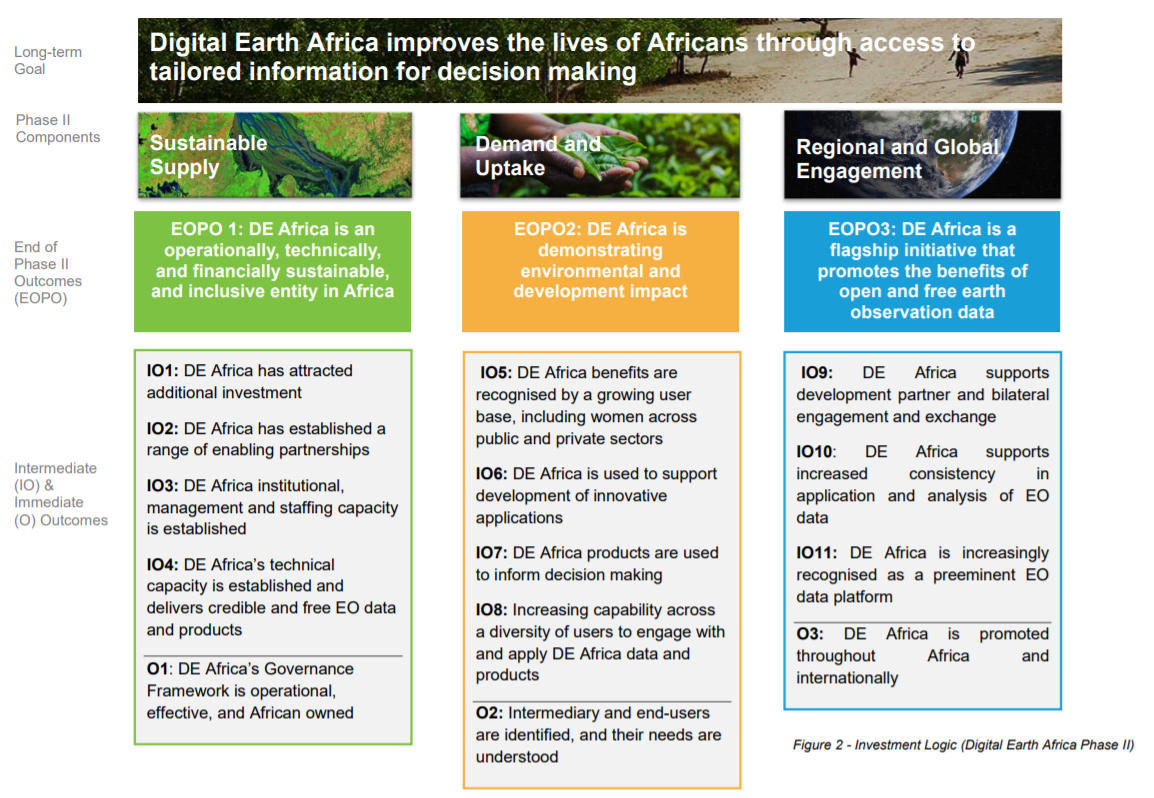 Long-term
Goal
Digital Earth Africa improves the lives of Africans through access to
tailored information for decision making
Phase II
Components
Sustainable
Supply
Demand and
Uptake
Regional and Global
Engagement
End of
Phase II
Outcomes
(EOPO)
EOPO 1: DE Africa is an
operationally, technically,
and financially sustainable,
and inclusive entity in Africa
EOPO2: DE Africa is
demonstrating
environmental and
development impact
EOPO3: DE Africa is a
flagship initiative that
promotes the benefits of
open and free earth
observation data
Intermediate
(IO) &
Immediate
(O) Outcomes
IO1: DE Africa has attracted
additional investment
IO2: DE Africa has established a
range of enabling partnerships
IO3: DE Africa institutional,
management and staffing capacity
is established
IO4: DE Africa's technical
capacity is established and
delivers credible and free EO data
and products
O1: DE Africa's Governance
Framework is operational,
effective, and African owned
IO5: DE Africa benefits are
recognised by a growing user
base, including women across
public and private sectors
IO6: DE Africa is used to support
development of innovative
applications
IO7: DE Africa products are used
to inform decision making
IO8: Increasing capability across
a diversity of users to engage with
and apply DE Africa data and
products
O2: Intermediary and end-users
are identified, and their needs are
understood
IO9: DE Africa supports
development partner and bilateral
engagement and exchange
IO10: DE Africa supports
increased consistency in
application and analysis of EO
data
IO11: DE Africa is increasingly
recognised as a preeminent EO
data platform
O3: DE Africa is promoted
throughout Africa and
internationally
Figure 2 - Investment Logic (Digital Earth Africa Phase II)